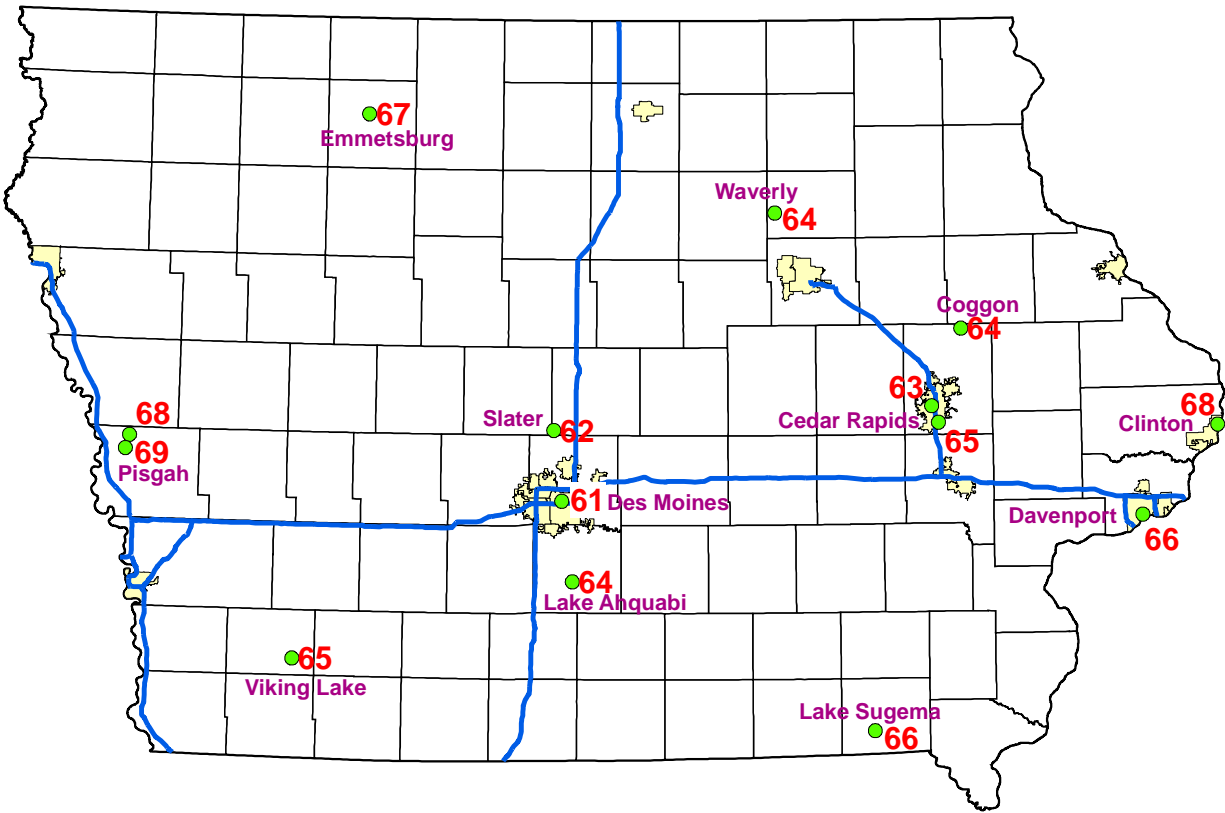 67
Emmetsburg
Waverly
64
Coggon
64
63
Cedar Rapids
65
68
Clinton
68
69
Pisgah
Slater
62
61
Des Moines
Davenport
66
64
Lake Ahquabi
65
Viking Lake
Lake Sugema
66